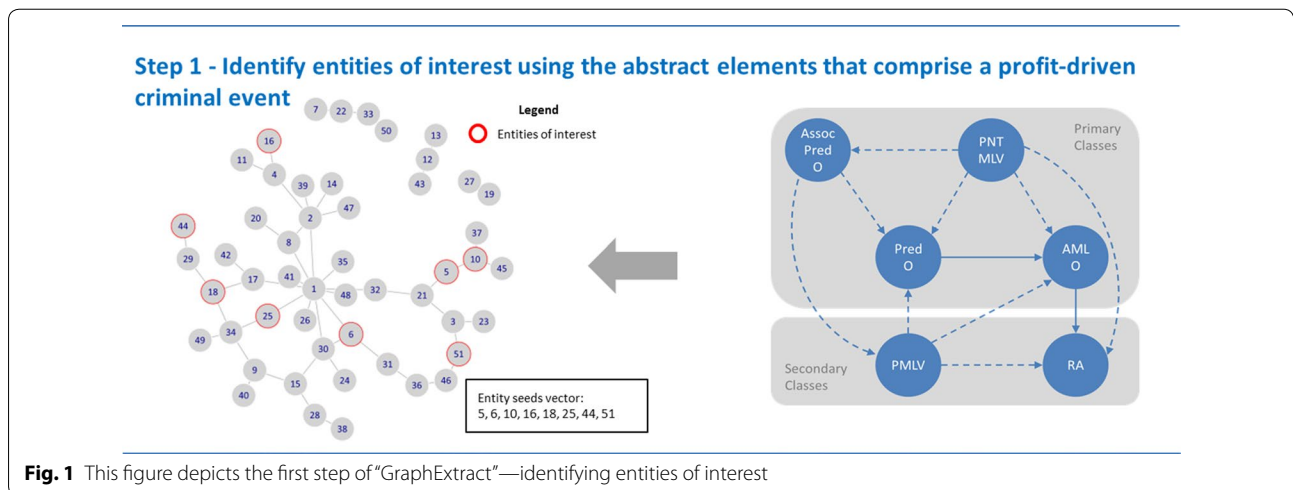 Step 1 - Identify entities of interest using the abstract elements that comprise a profit-driven
criminal event
Legend
Entities of interest
7 22 33
50
13
12
43
27
19
16
11
4
39 14
2
47
20
8
44
29
42
17
41
1
35
48
32
18
25
26
6
34
49
9
40
15
30
24
28
38
31
36
46
51
3
23
21
5
10
37
45
Entity seeds vector:
5, 6, 10, 16, 18, 25, 44, 51
Primary
Classes
Assoc
Pred
O
PNT
MLV
Pred
O
AML
O
Secondary
Classes
PMLV
RA
Fig. 1 This figure depicts the first step of “GraphExtract”—identifying entities of interest